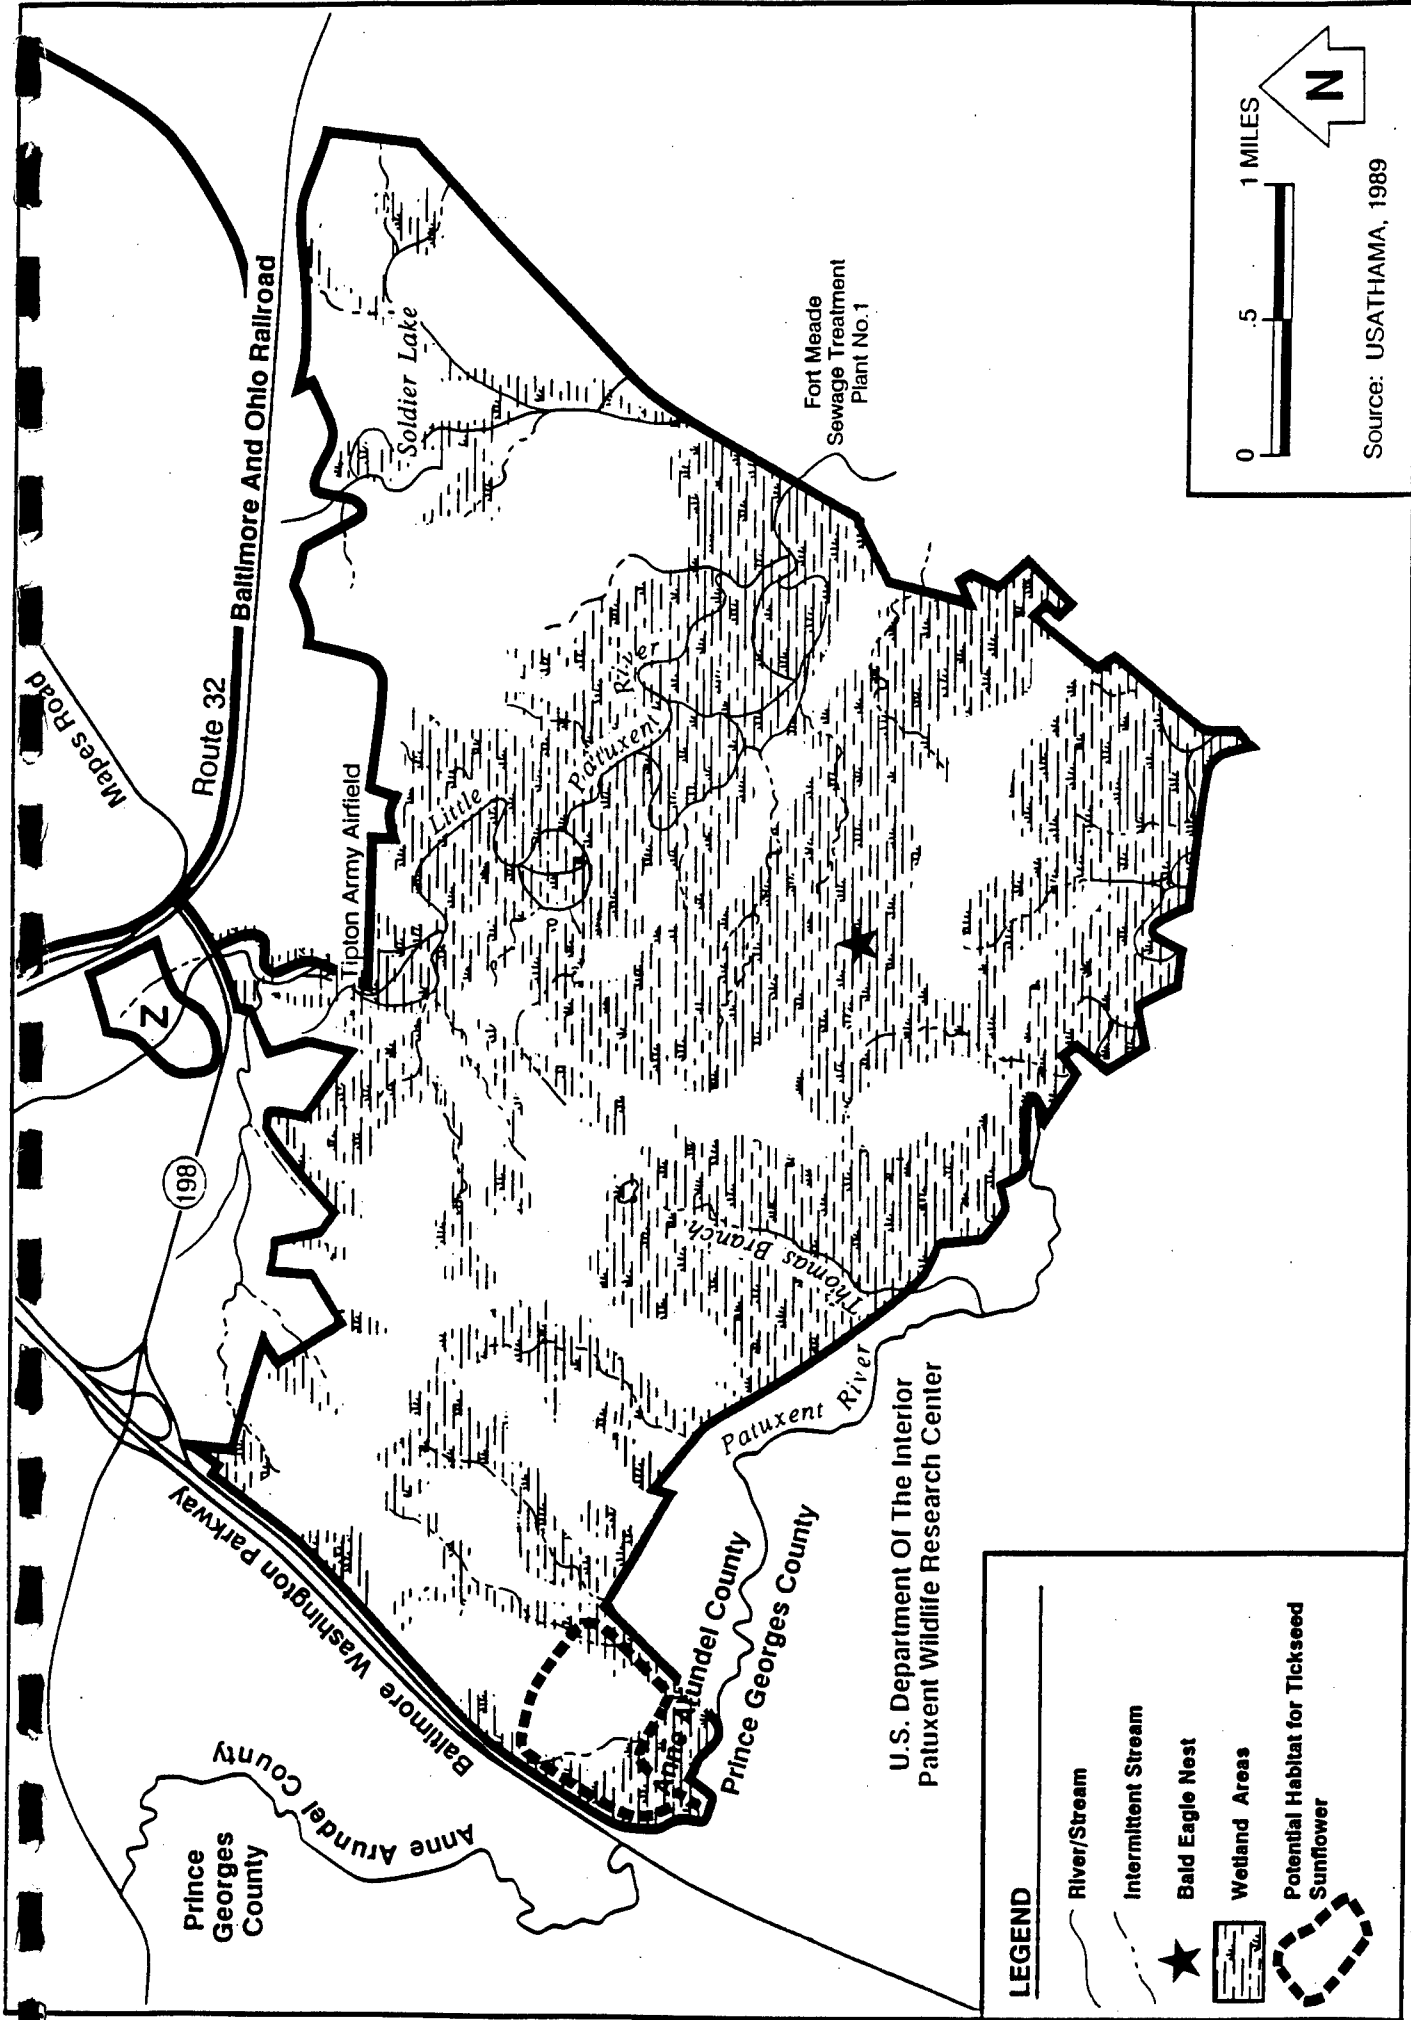 Mapes Road
Route 32
Baltimore And Ohio Railroad
Tipton Army Airfield
Soldier Lake
Little
Patuxent
River
Fort Meade
Sewage Treatment
Plant No.1
Z
198
Baltimore Washington Parkway
Thomas Branch
Patuxent River
Prince
Georges
County
Anne Arundel County
Anne Arundel County
Prince Georges County
U.S. Department Of The Interior
Patuxent Wildlife Research Center
LEGEND
River/Stream
Intermittent Stream
Bald Eagle Nest
Wetland Areas
Potential Habitat for Tickseed
Sunflower
0 .5 1 MILES
N
Source: USATHAMA, 1989